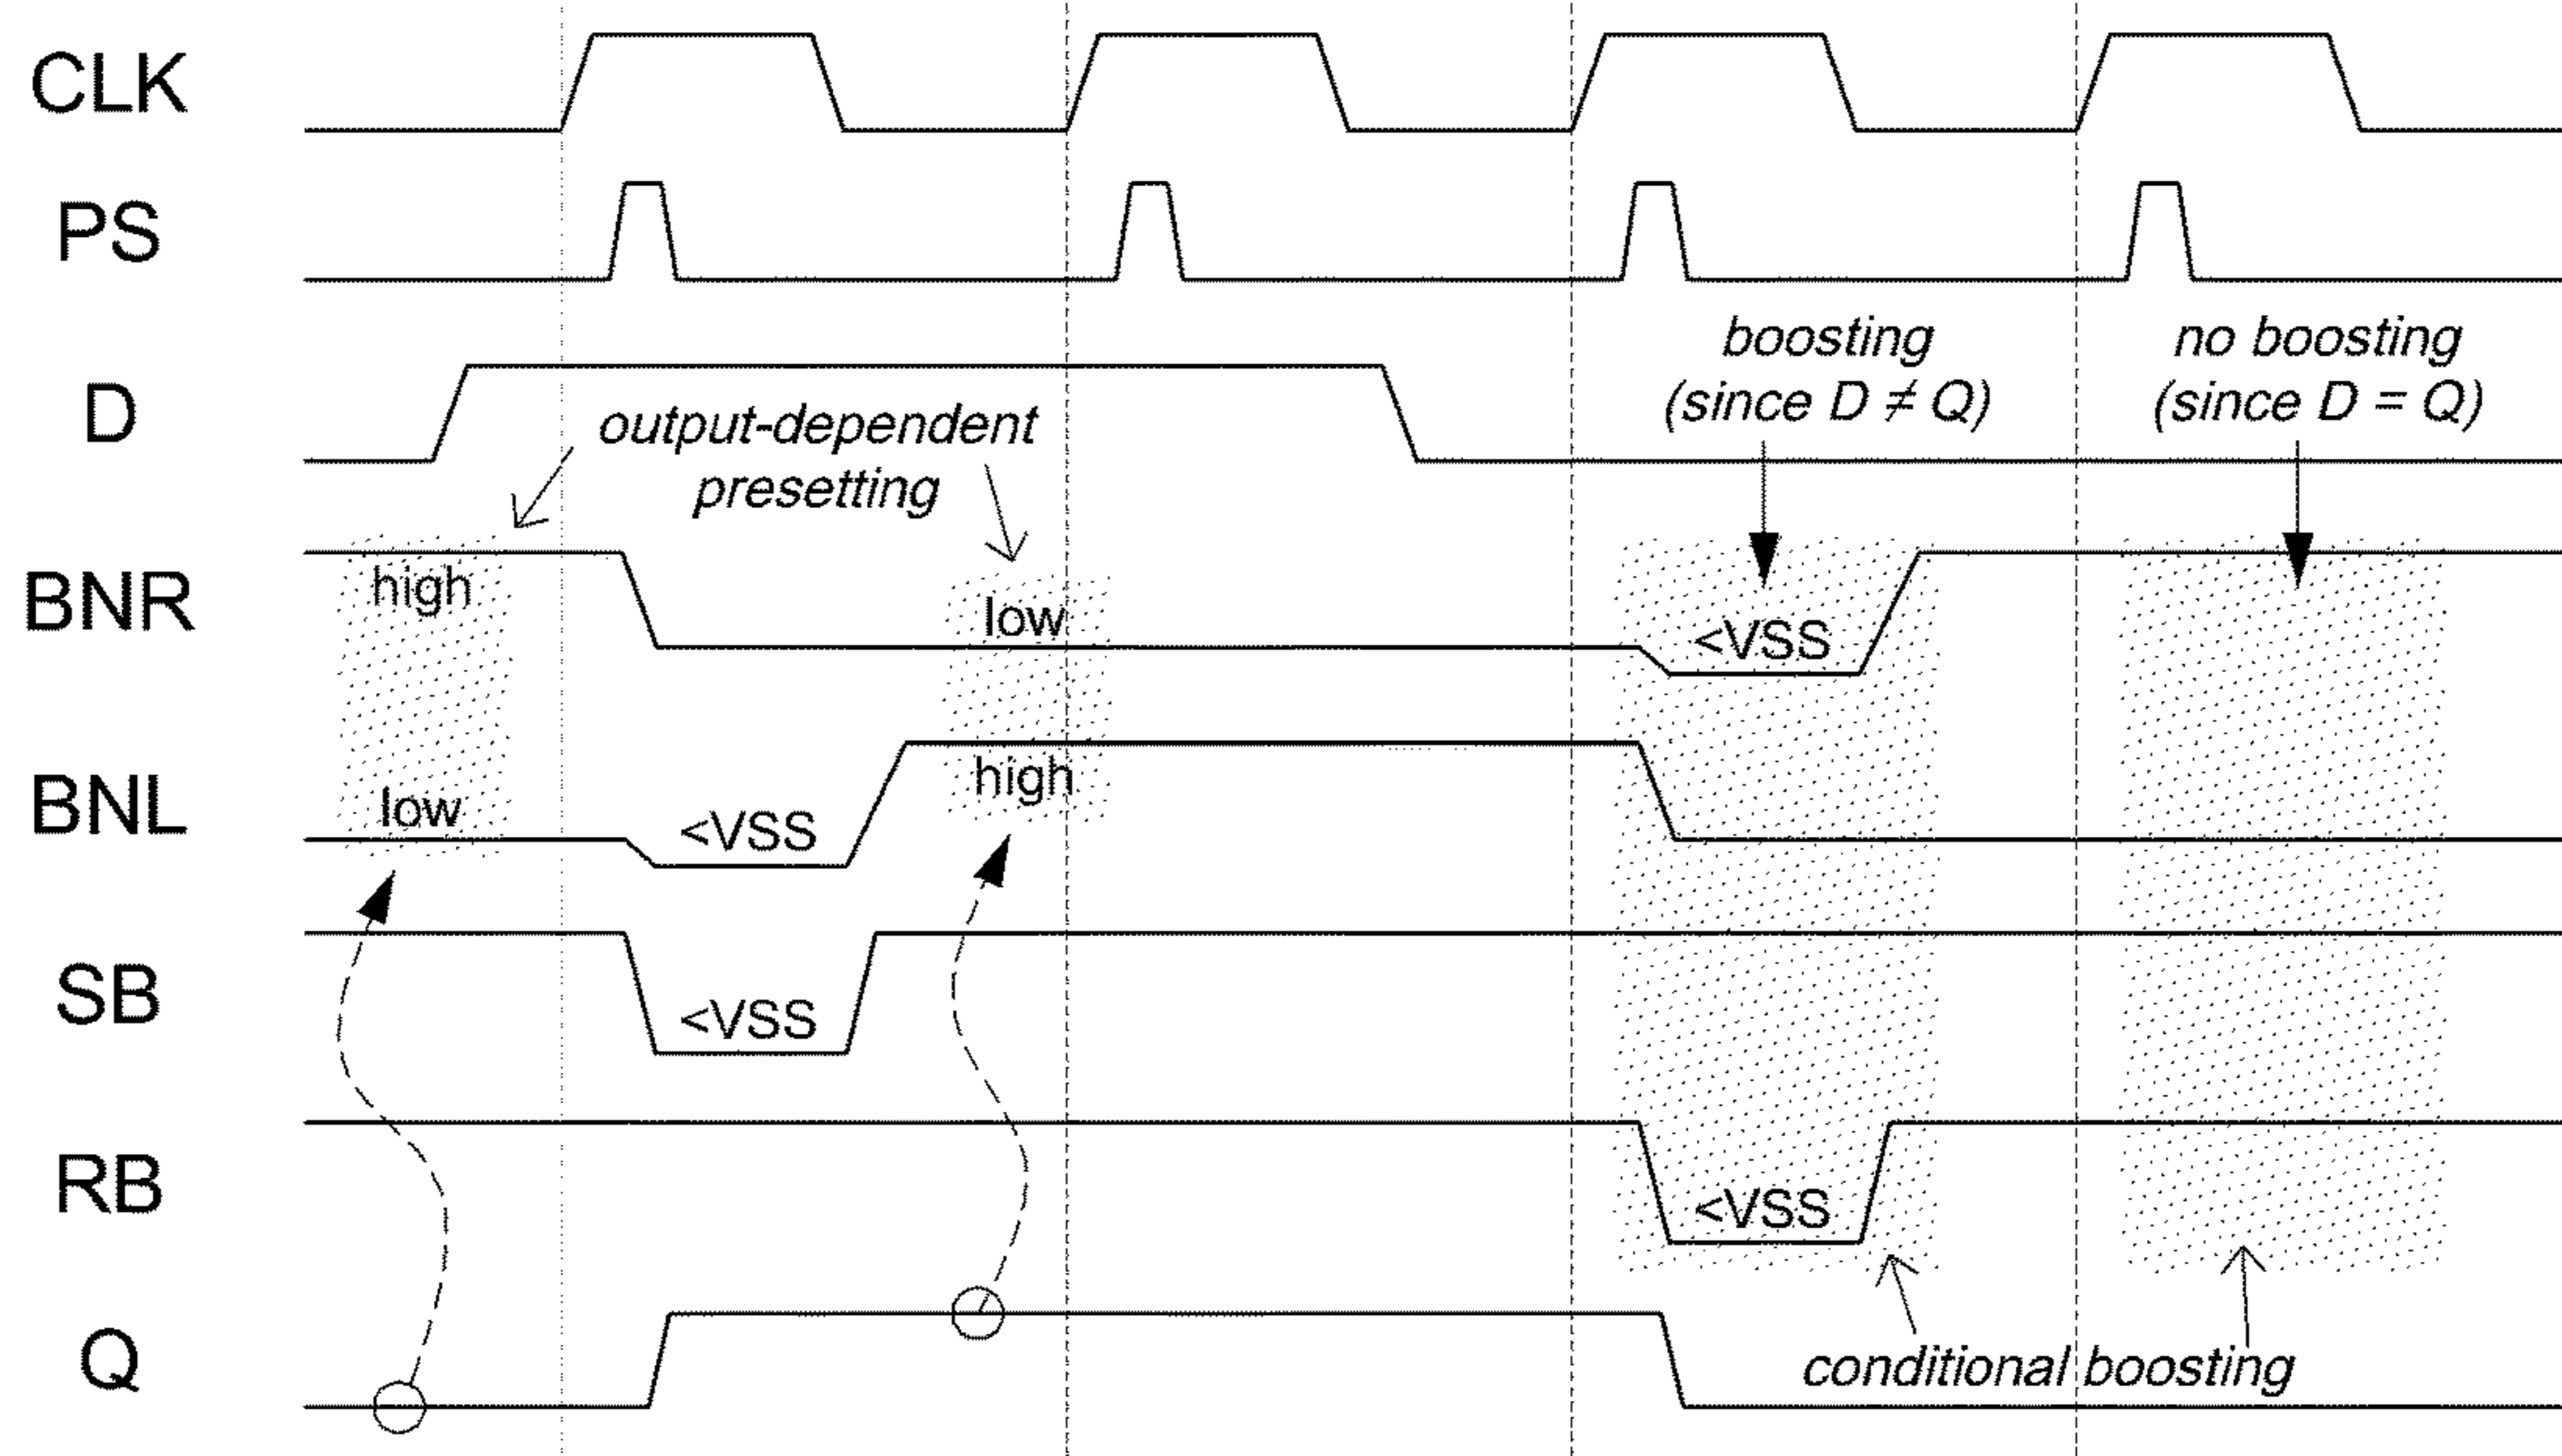 CLK
PS
D
boosting
(since D ≠ Q)
no boosting
(since D = Q)
output-dependent
presetting
BNR
high
low
<VSS
BNL
low
<VSS
high
SB
<VSS
RB
<VSS
Q
conditional boosting